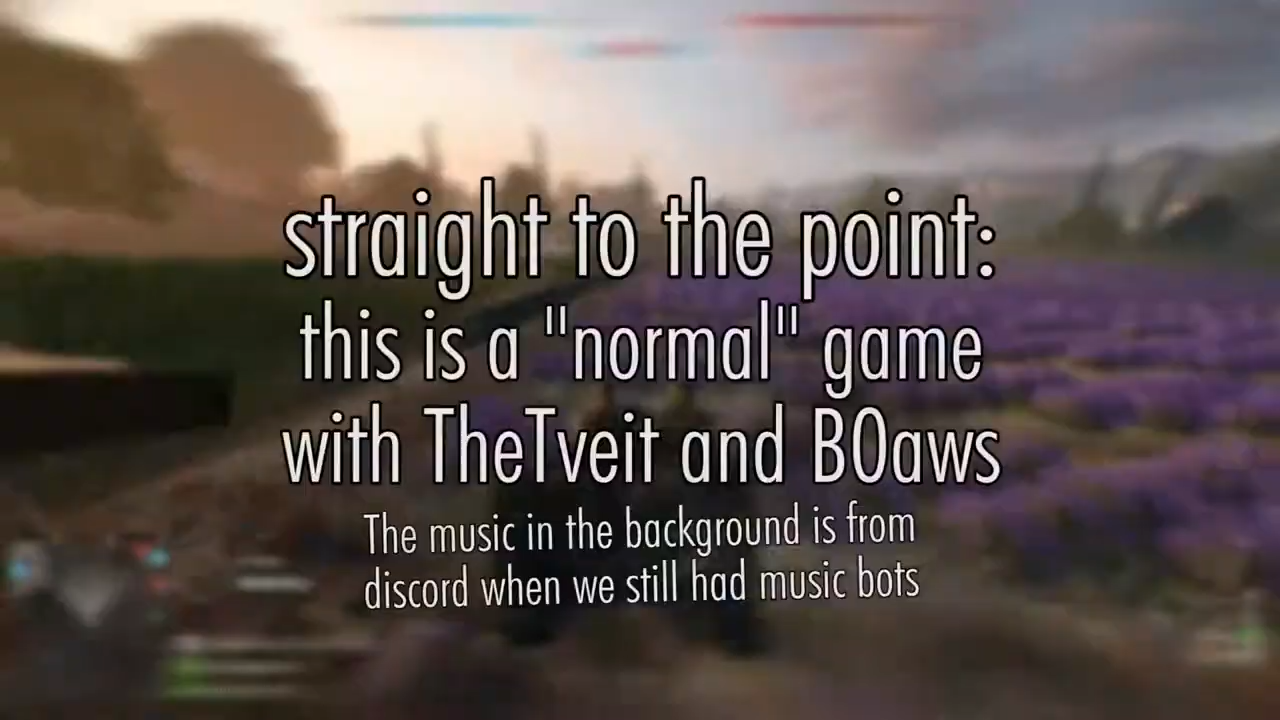 straight to the point:
this is a "normal" game
with TheTveit and BOaws
The music in the background is from
discord when we still had music bots